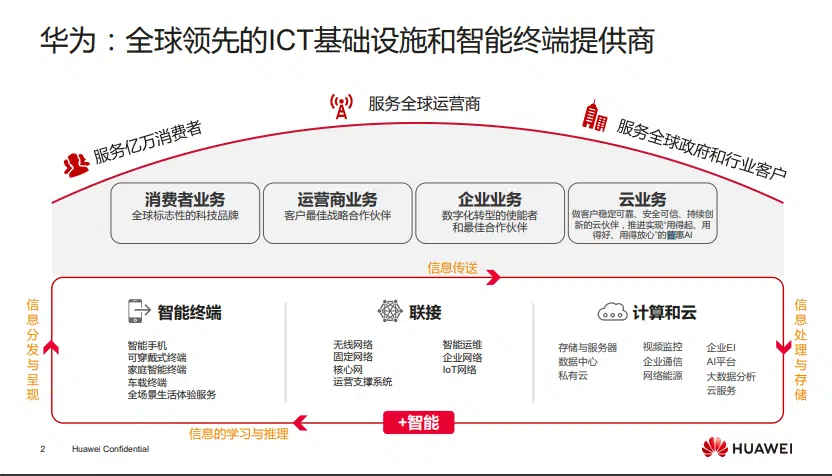 华为：全球领先的ICT基础设施和智能终端提供商
服务亿万消费者
服务全球运营商
服务全球政府和行业客户
消费者业务
全球标志性的科技品牌
运营商业务
客户最佳战略合作伙伴
企业业务
数字化转型的使能者
和最佳合作伙伴
云业务
做客户稳定可靠、安全可信、持续创
新的云伙伴，推进实现“用得起、用
得好、用得放心”的普惠AI
信息传送
信息分发与呈现
智能终端
智能手机
可穿戴式终端
家庭智能终端
车载终端
全场景生活体验服务
联接
无线网络
固定网络
核心网
运营支撑系统
智能运维
企业网络
IoT网络
计算和云
存储与服务器
数据中心
私有云
视频监控
企业通信
网络能源
企业EI
AI平台
大数据分析
云服务
信息处理与存储
+智能
信息的学习与推理
2 Huawei Confidential
HUAWEI